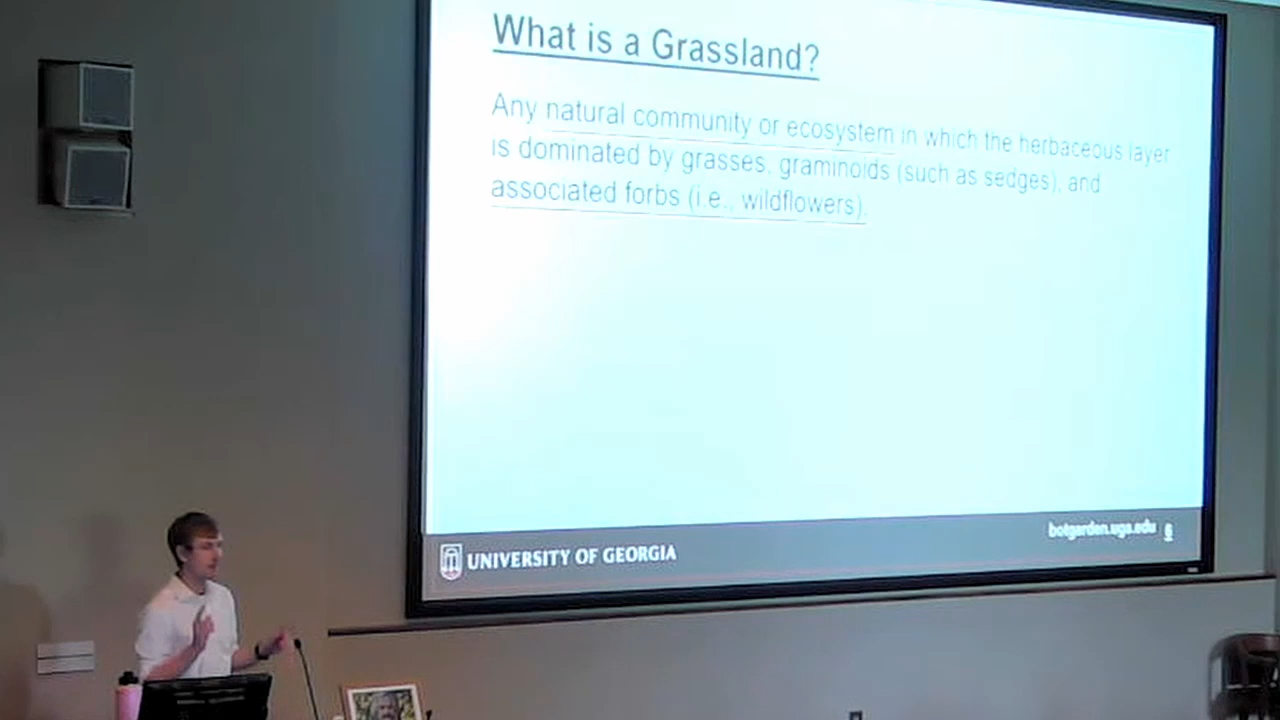 What is a Grassland?
Any natural community or ecosystem in which the herbaceous layer
is dominated by grasses, graminoids (such as sedges), and
associated forbs (i.e., wildflowers).
botgarden.uga.edu 6
UNIVERSITY OF GEORGIA